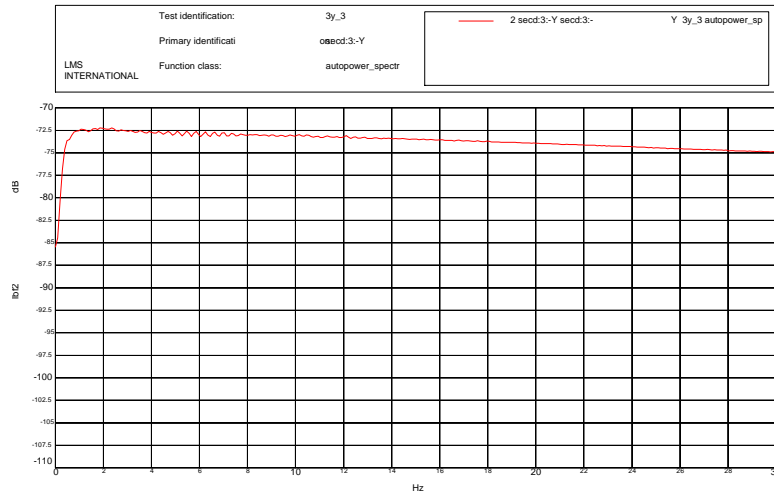 Test identification: 3y_3
2 secd:3:-Y secd:3:- Y 3y_3 autopower_sp
Primary identificati secd:3:-Y
LMS
INTERNATIONAL
Function class: autopower_spectr
-70
-72.5
-75
-77.5
dB
-80
-82.5
-85
-87.5
lbf2
-90
-92.5
-95
-97.5
-100
-102.5
-105
-107.5
-110
0 2 4 6 8 10 12 14 16 18 20 22 24 26 28 3
Hz